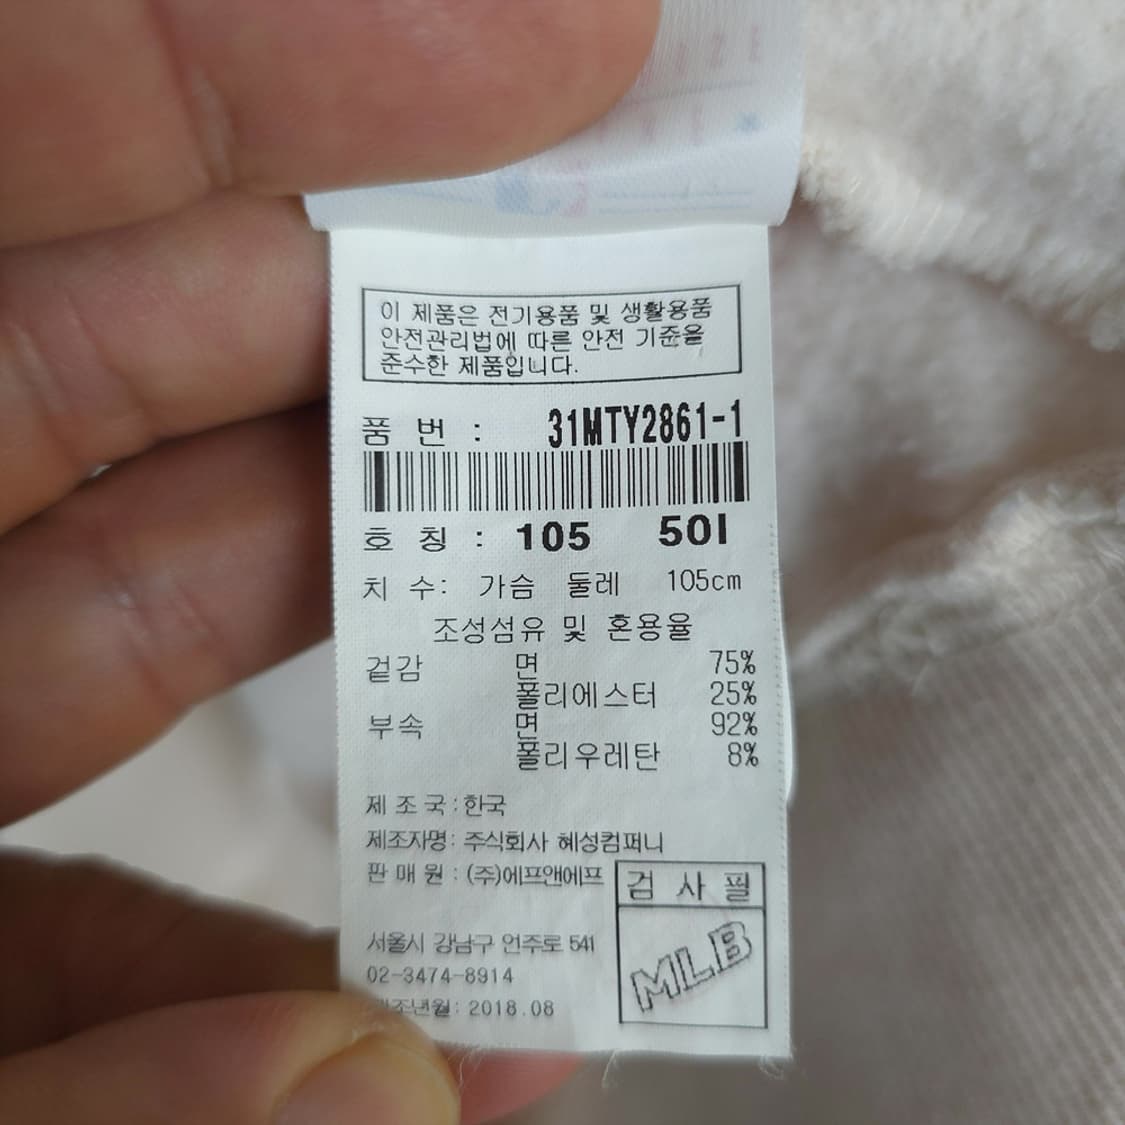 이 제품은 전기용품 및 생활용품
안전관리법에 따른 안전 기준을
준수한 제품입니다.
품 번 : 31MTY2861-1
호 칭 : 105 50I
치 수: 가슴 둘레 105cm
조성섬유 및 혼용율
겉감 면 75%
폴리에스터 25%
부속 면 92%
폴리우레탄 8%
제 조 국 : 한국
제조자명: 주식회사 혜성컴퍼니
판 매 원 : (주)에프앤에프
검 사 필
MLB
서울시 강남구 언주로 541
02-3474-8914
제조년월: 2018.08